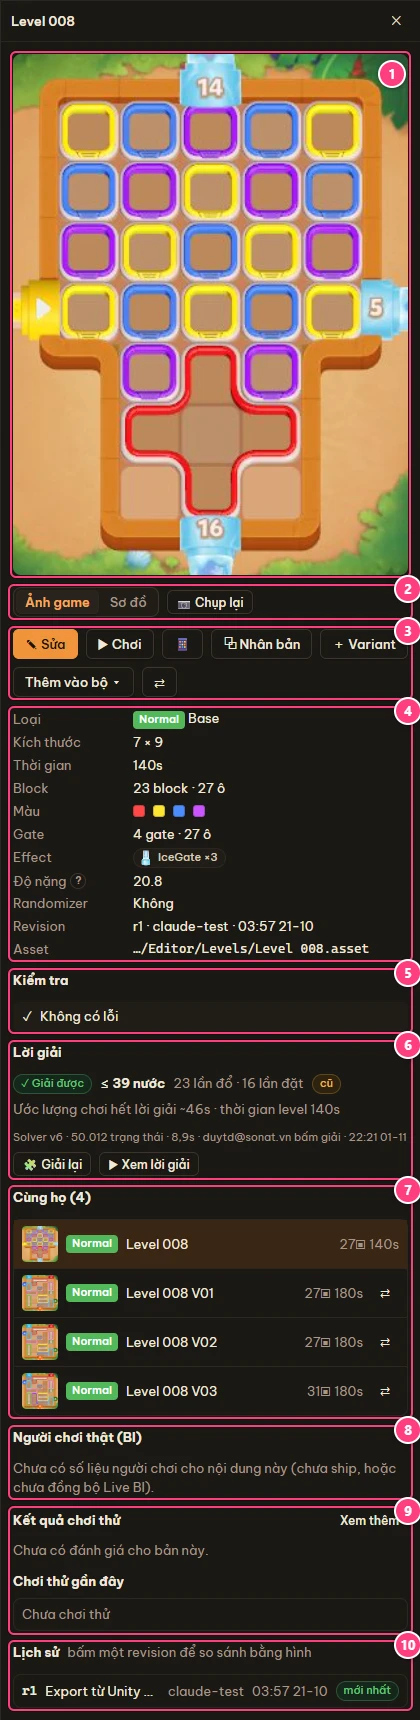 Level 008 ×
1
14
5
16
2
Ảnh game Sơ đồ Chụp lại
3
Sửa Chơi Nhân bản + Variant
Thêm vào bộ
4
Loại Normal Base
Kích thước 7 × 9
Thời gian 140s
Block 23 block · 27 ô
Màu
Gate 4 gate · 27 ô
Effect IceGate ×3
Độ nặng ? 20.8
Randomizer Không
Revision r1 · claude-test · 03:57 21-10
Asset …/Editor/Levels/Level 008.asset
5
Kiểm tra
✓ Không có lỗi
6
Lời giải
✓ Giải được ≤ 39 nước 23 lần đổ · 16 lần đặt cũ
Ước lượng chơi hết lời giải ~46s · thời gian level 140s
Solver v6 · 50.012 trạng thái · 8,9s · duytd@sonat.vn bấm giải · 22:21 01-11
Giải lại Xem lời giải
7
Cùng họ (4)
Normal Level 008 27 140s
Normal Level 008 V01 27 180s
Normal Level 008 V02 27 180s
Normal Level 008 V03 31 180s
8
Người chơi thật (BI)
Chưa có số liệu người chơi cho nội dung này (chưa ship, hoặc
chưa đồng bộ Live BI).
9
Kết quả chơi thử Xem thêm
Chưa có đánh giá cho bản này.
Chơi thử gần đây
Chưa chơi thử
10
Lịch sử bấm một revision để so sánh bằng hình
r1 Export từ Unity … claude-test 03:57 21-10 mới nhất